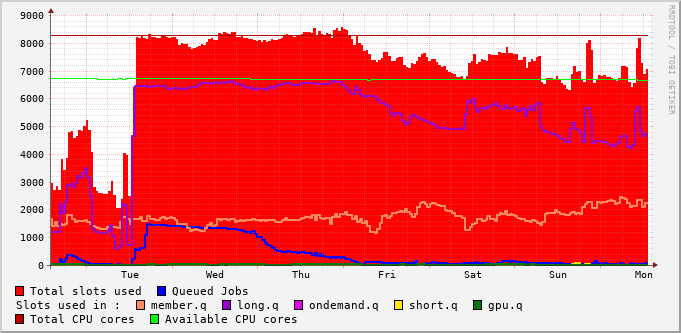 9000
8000
7000
6000
5000
4000
3000
2000
1000
0
Tue Wed Thu Fri Sat Sun Mon
RRDTOOL / TOBI OETIKER
Total slots used Queued Jobs
Slots used in : member.q long.q ondemand.q short.q gpu.q
Total CPU cores Available CPU cores